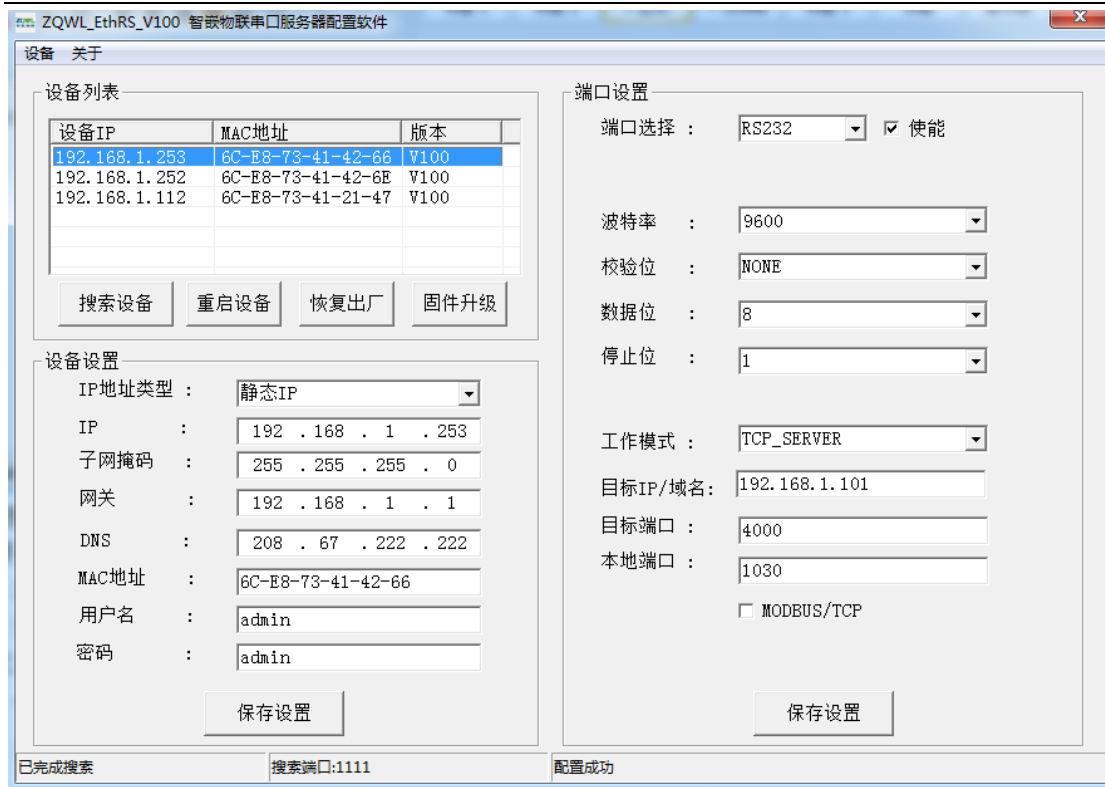 ZQWL_EthRS_V100 智嵌物联串口服务器配置软件
设备 关于
设备列表
设备IP MAC地址 版本
192.168.1.253 6C-E8-73-41-42-66 V100
192.168.1.252 6C-E8-73-41-42-6E V100
192.168.1.112 6C-E8-73-41-21-47 V100
搜索设备 重启设备 恢复出厂 固件升级
设备设置
IP地址类型 : 静态IP
IP : 192 . 168 . 1 . 253
子网掩码 : 255 . 255 . 255 . 0
网关 : 192 . 168 . 1 . 1
DNS : 208 . 67 . 222 . 222
MAC地址 : 6C-E8-73-41-42-66
用户名 : admin
密码 : admin
保存设置
端口设置
端口选择 : RS232 使能
波特率 : 9600
校验位 : NONE
数据位 : 8
停止位 : 1
工作模式 : TCP_SERVER
目标IP/域名: 192.168.1.101
目标端口 : 4000
本地端口 : 1030
MODBUS/TCP
保存设置
已完成搜索 搜索端口:1111 配置成功